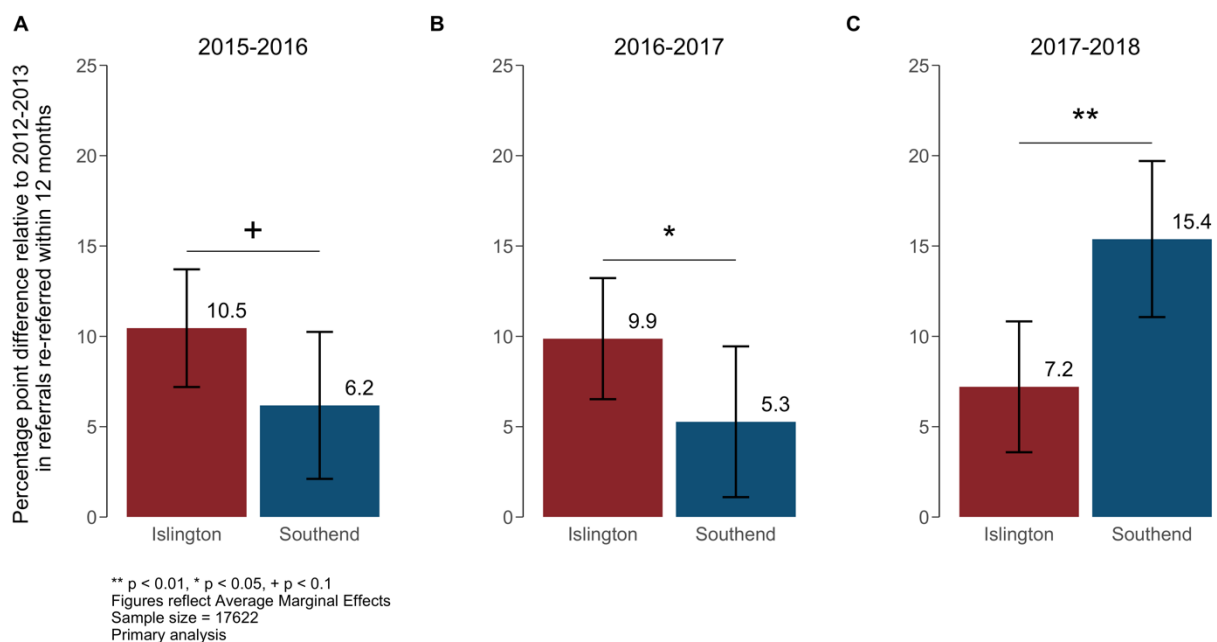 A
B
C
2015-2016
2016-2017
2017-2018
Percentage point difference relative to 2012-2013
in referrals re-referred within 12 months
25
20
15
10
5
0
+
10.5
6.2
Islington
Southend
25
20
15
10
5
0
*
9.9
5.3
Islington
Southend
25
20
15
10
5
0
**
7.2
15.4
Islington
Southend
** p < 0.01, * p < 0.05, + p < 0.1
Figures reflect Average Marginal Effects
Sample size = 17622
Primary analysis